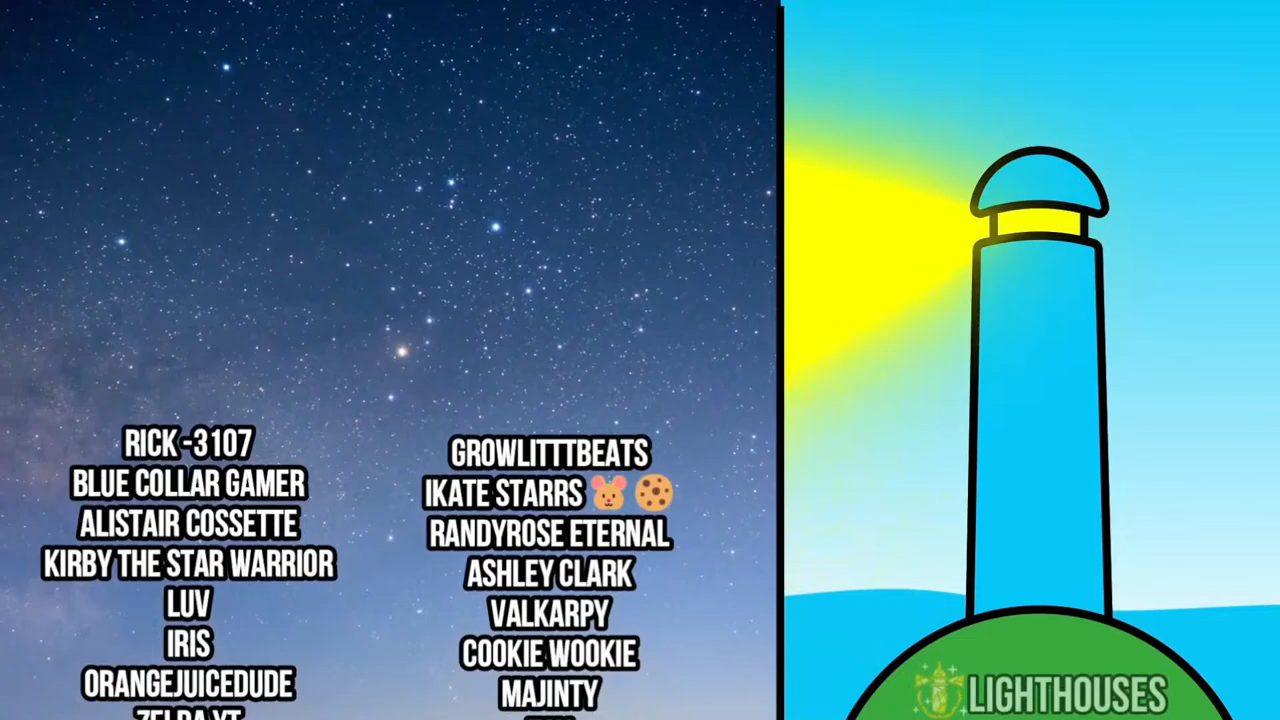 RICK -3107
BLUE COLLAR GAMER
ALISTAIR COSSETTE
KIRBY THE STAR WARRIOR
LUV
IRIS
ORANGEJUICEDUDE
GROWLITTTBEATS
IKATE STARRS 🐹 🍪
RANDYROSE ETERNAL
ASHLEY CLARK
VALKARPY
COOKIE WOOKIE
MAJINTY
LIGHTHOUSES